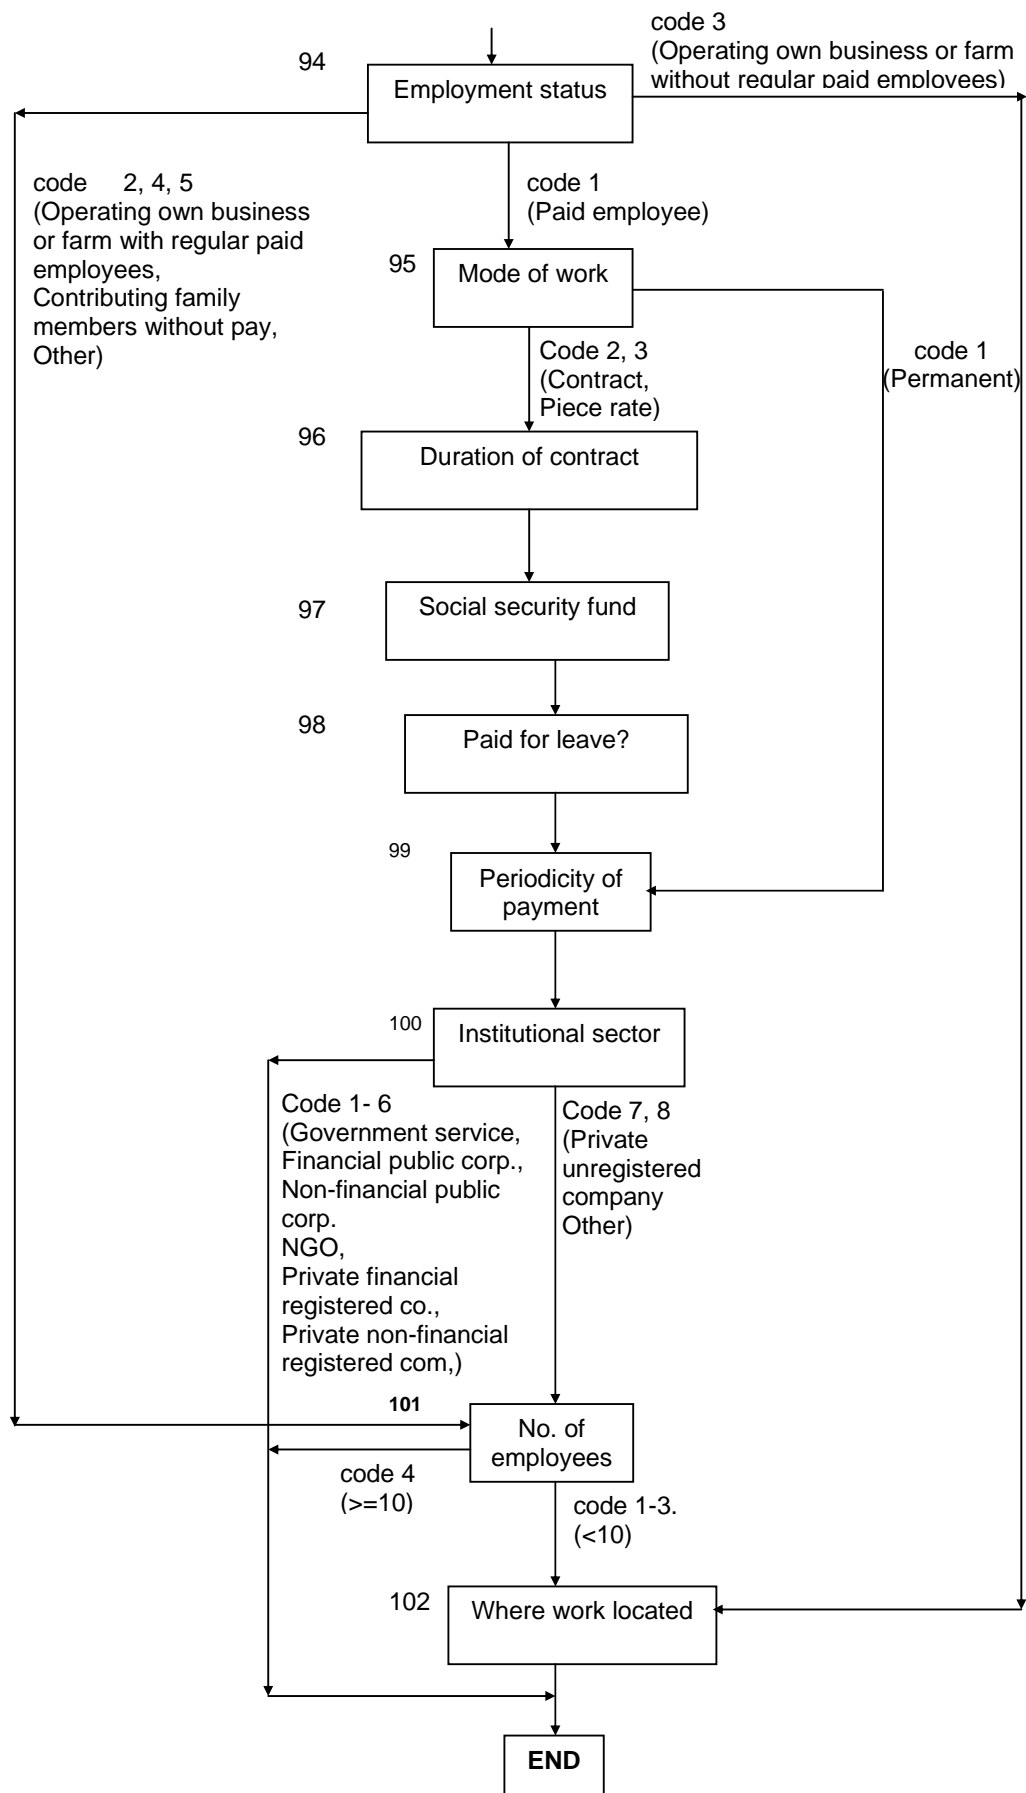 code 3
(Operating own business or farm
without regular paid employees)
94
Employment status
code 2, 4, 5
(Operating own business
or farm with regular paid
employees,
Contributing family
members without pay,
Other)
code 1
(Paid employee)
95
Mode of work
Code 2, 3
(Contract,
Piece rate)
code 1
(Permanent)
96
Duration of contract
97
Social security fund
98
Paid for leave?
99
Periodicity of
payment
100
Institutional sector
Code 1- 6
(Government service,
Financial public corp.,
Non-financial public
corp.
NGO,
Private financial
registered co.,
Private non-financial
registered com,)
Code 7, 8
(Private
unregistered
company
Other)
101
No. of
employees
code 4
(>=10)
code 1-3.
(<10)
102
Where work located
END